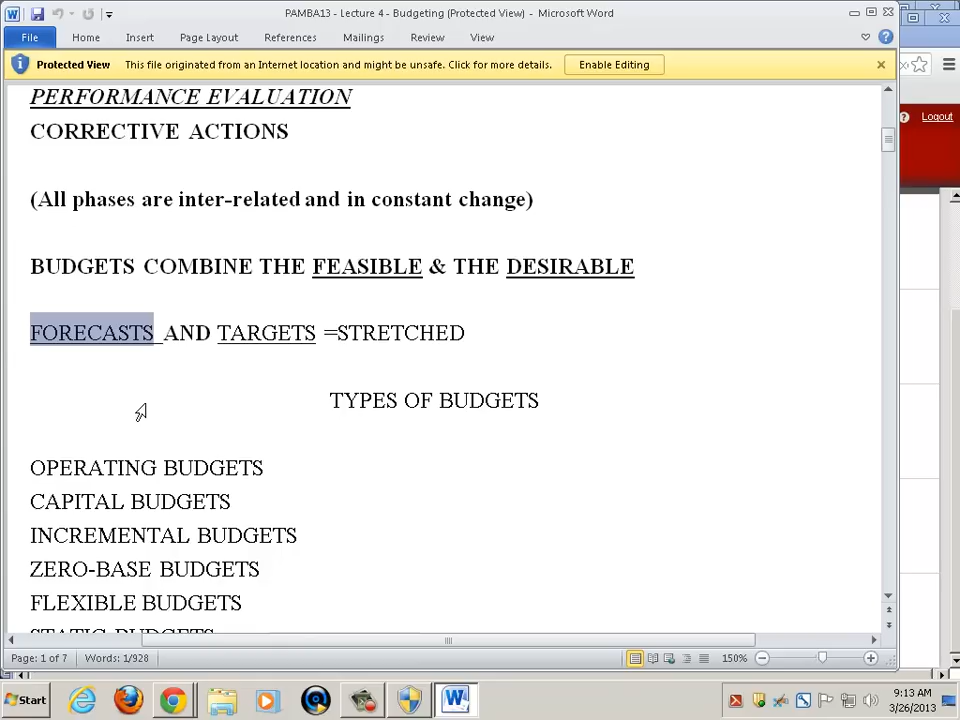 PAMBA13 - Lecture 4 - Budgeting (Protected View) - Microsoft Word
File Home Insert Page Layout References Mailings Review View
Protected View This file originated from an Internet location and might be unsafe. Click for more details. Enable Editing
Logout
PERFORMANCE EVALUATION
CORRECTIVE ACTIONS
(All phases are inter-related and in constant change)
BUDGETS COMBINE THE FEASIBLE & THE DESIRABLE
FORECASTS AND TARGETS =STRETCHED
TYPES OF BUDGETS
OPERATING BUDGETS
CAPITAL BUDGETS
INCREMENTAL BUDGETS
ZERO-BASE BUDGETS
FLEXIBLE BUDGETS
STATIC BUDGETS
Page: 1 of 7 Words: 1/928 150%
Start 9:13 AM
3/26/2013